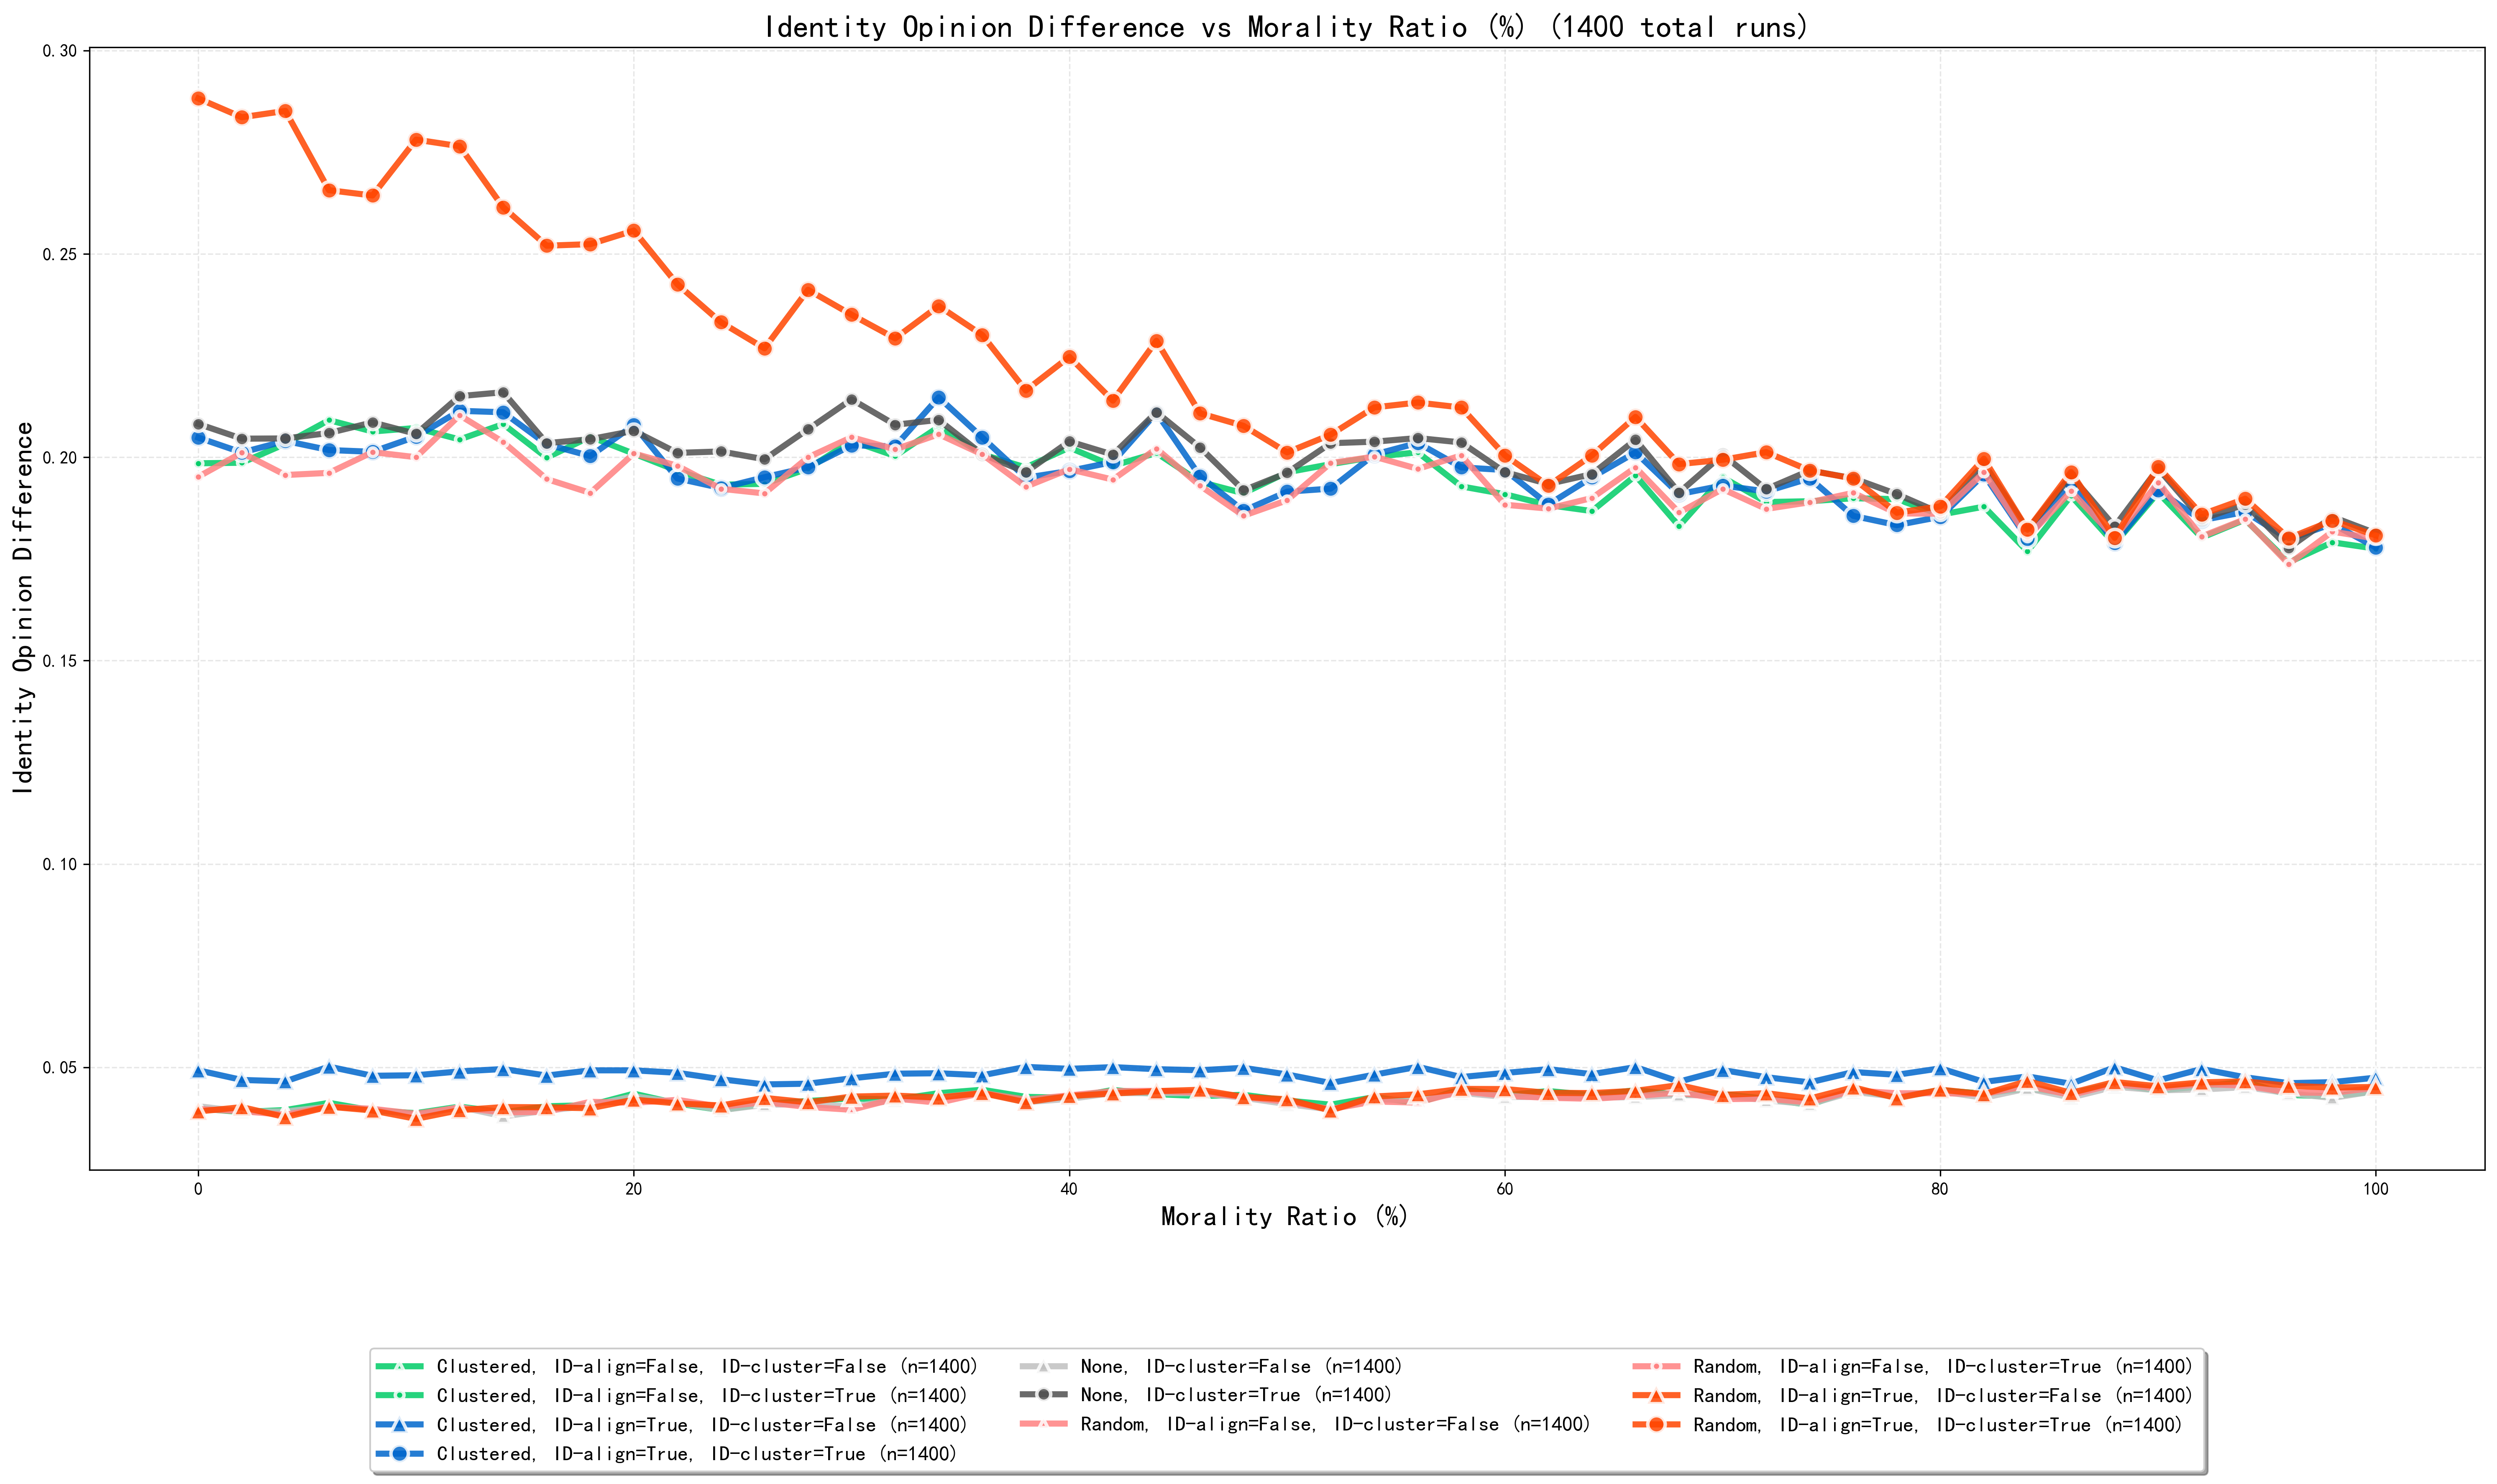 Identity Opinion Difference vs Morality Ratio (%) (1400 total runs)
Identity Opinion Difference
0.30
0.25
0.20
0.15
0.10
0.05
0
20
40
60
80
100
Morality Ratio (%)
Clustered, ID-align=False, ID-cluster=False (n=1400)
Clustered, ID-align=False, ID-cluster=True (n=1400)
Clustered, ID-align=True, ID-cluster=False (n=1400)
Clustered, ID-align=True, ID-cluster=True (n=1400)
None, ID-cluster=False (n=1400)
None, ID-cluster=True (n=1400)
Random, ID-align=False, ID-cluster=False (n=1400)
Random, ID-align=False, ID-cluster=True (n=1400)
Random, ID-align=True, ID-cluster=False (n=1400)
Random, ID-align=True, ID-cluster=True (n=1400)